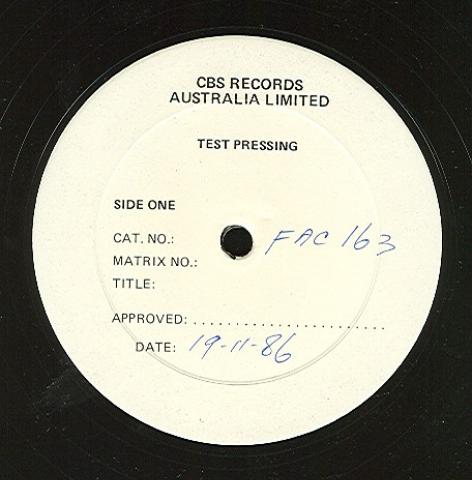 CBS RECORDS
AUSTRALIA LIMITED
TEST PRESSING
SIDE ONE
CAT. NO.: FAC 163
MATRIX NO.:
TITLE:
APPROVED: ........................
DATE: 19-11-86